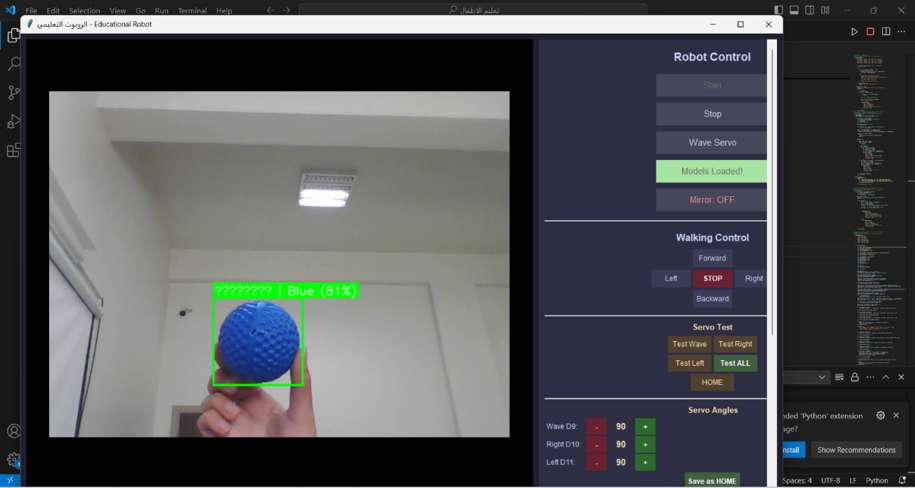 File Edit Selection View Go Run Terminal Help
تعليم الاطفال
الروبوت التعليمي - Educational Robot
Robot Control
Start
Stop
Wave Servo
Models Loaded!
Mirror: OFF
Walking Control
Forward
Left STOP Right
Backward
???????? | Blue (81%)
Servo Test
Test Wave Test Right
Test Left Test ALL
HOME
Servo Angles
Wave D9: - 90 +
Right D10: - 90 +
Left D11: - 90 +
Save as HOME
nded 'Python' extension
age?
nstall Show Recommendations
Spaces: 4 UTF-8 LF Python